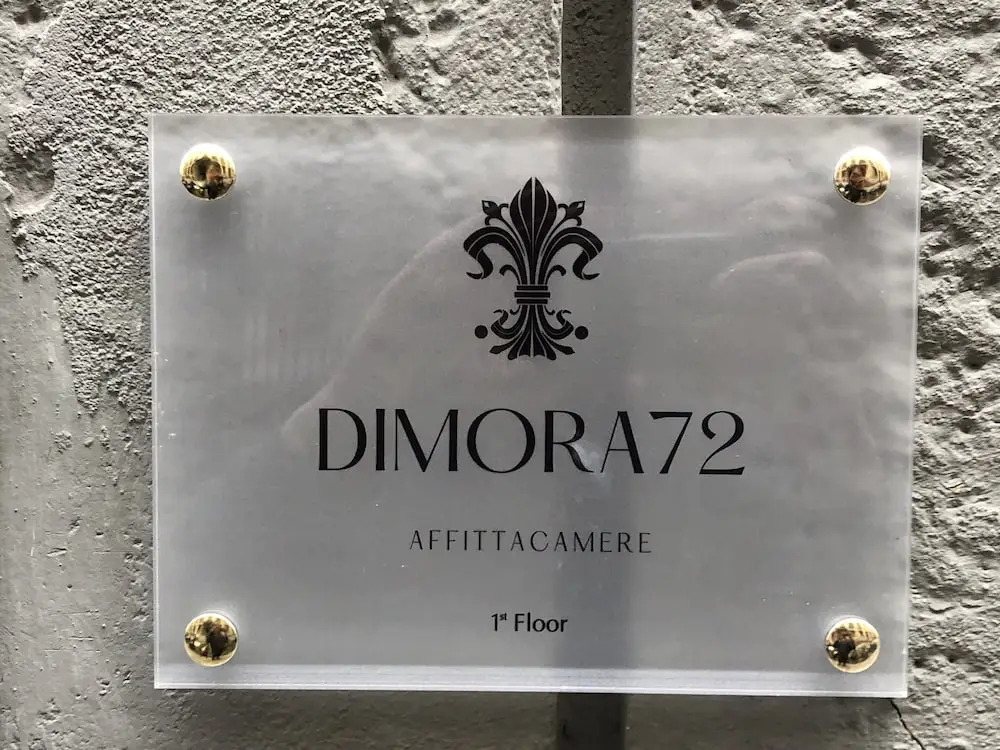 DIMORA72
AFFITTACAMERE
1st Floor